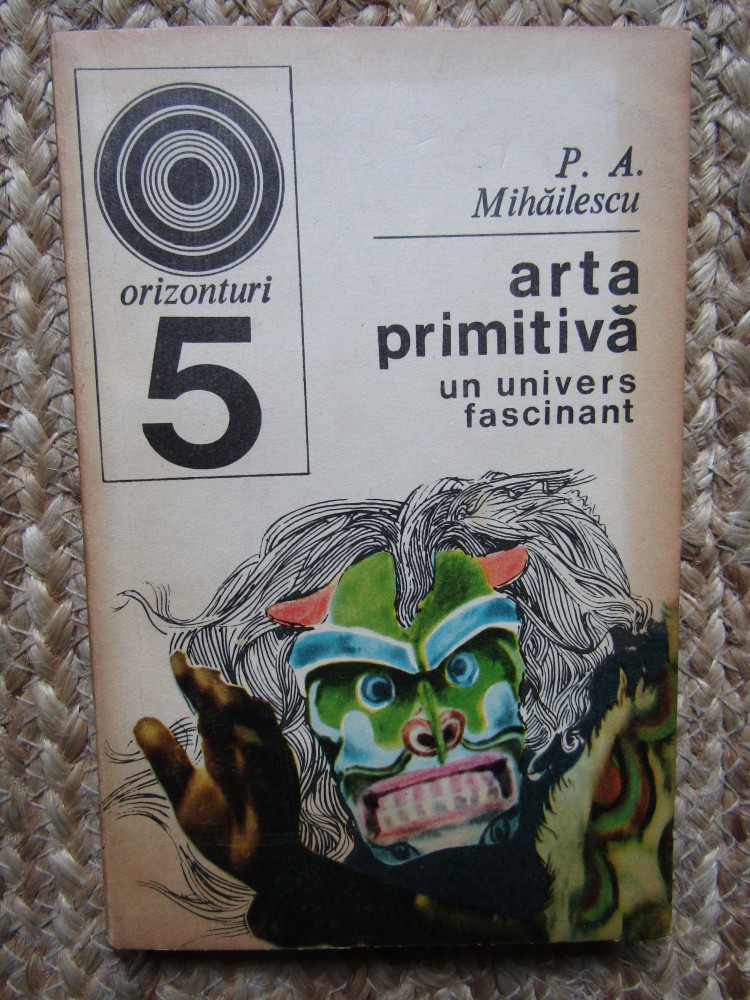 orizonturi
5
P. A.
Mihăilescu
arta
primitivă
un univers
fascinant